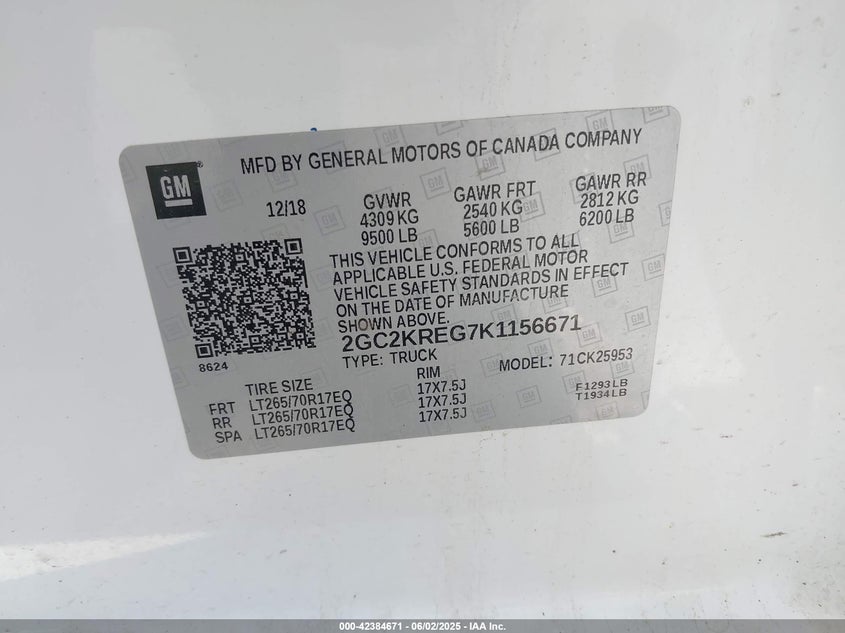 GM
MFD BY GENERAL MOTORS OF CANADA COMPANY
12/18
GVWR
4309 KG
9500 LB
GAWR FRT
2540 KG
5600 LB
GAWR RR
2812 KG
6200 LB
THIS VEHICLE CONFORMS TO ALL
APPLICABLE U.S. FEDERAL MOTOR
VEHICLE SAFETY STANDARDS IN EFFECT
ON THE DATE OF MANUFACTURE
SHOWN ABOVE.
2GC2KREG7K1156671
8624
TYPE: TRUCK
MODEL: 71CK25953
TIRE SIZE
RIM
FRT LT265/70R17EQ 17X7.5J
RR LT265/70R17EQ 17X7.5J
SPA LT265/70R17EQ 17X7.5J
F1293LB
T1934LB
000-42384671 | 06/02/2025 - IAA Inc.